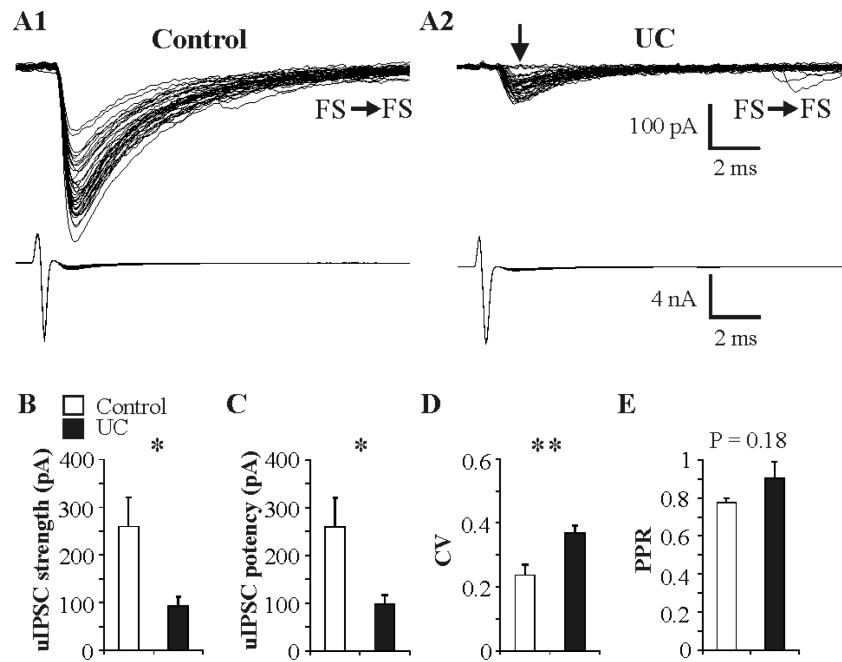 A1
Control
FS→FS
A2
UC
100 pA
2 ms
FS→FS
4 nA
2 ms
B
Control
UC
*
uIPSC strength (pA)
400
300
200
100
0
C
*
uIPSC potency (pA)
400
300
200
100
0
D
**
CV
0.6
0.4
0.2
0
E
P = 0.18
PPR
1
0.8
0.6
0.4
0.2
0